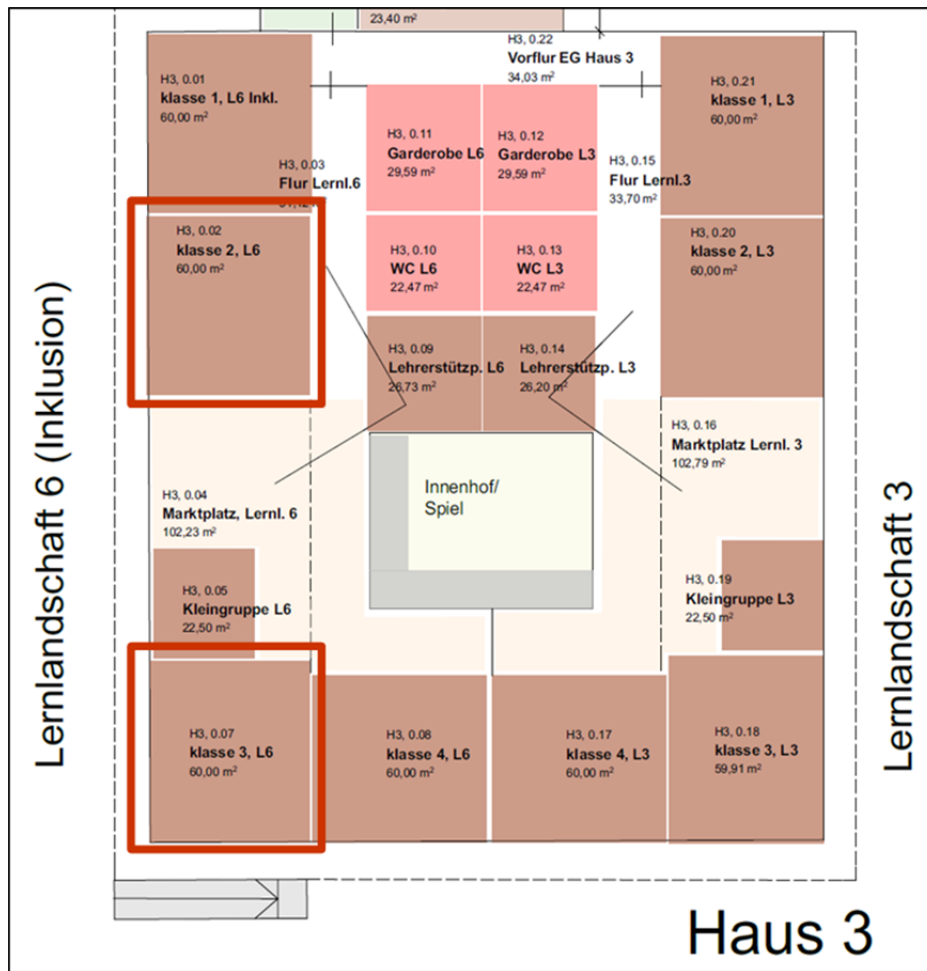 23,40 m²
H3, 0.22
Vorflur EG Haus 3
34,03 m²
H3, 0.01
klasse 1, L6 Inkl.
60,00 m²
H3, 0.21
klasse 1, L3
60,00 m²
H3, 0.11
Garderobe L6
29,59 m²
H3, 0.12
Garderobe L3
29,59 m²
H3, 0.03
Flur Lernl.6
H3, 0.15
Flur Lernl.3
33,70 m²
H3, 0.02
klasse 2, L6
60,00 m²
H3, 0.10
WC L6
22,47 m²
H3, 0.13
WC L3
22,47 m²
H3, 0.20
klasse 2, L3
60,00 m²
H3, 0.09
Lehrerstützp. L6
26,73 m²
H3, 0.14
Lehrerstützp. L3
26,20 m²
H3, 0.16
Marktplatz Lernl. 3
102,79 m²
Innenhof/
Spiel
H3, 0.04
Marktplatz, Lernl. 6
102,23 m²
H3, 0.05
Kleingruppe L6
22,50 m²
H3, 0.19
Kleingruppe L3
22,50 m²
H3, 0.07
klasse 3, L6
60,00 m²
H3, 0.08
klasse 4, L6
60,00 m²
H3, 0.17
klasse 4, L3
60,00 m²
H3, 0.18
klasse 3, L3
59,91 m²
Lernlandschaft 6 (Inklusion)
Lernlandschaft 3
Haus 3